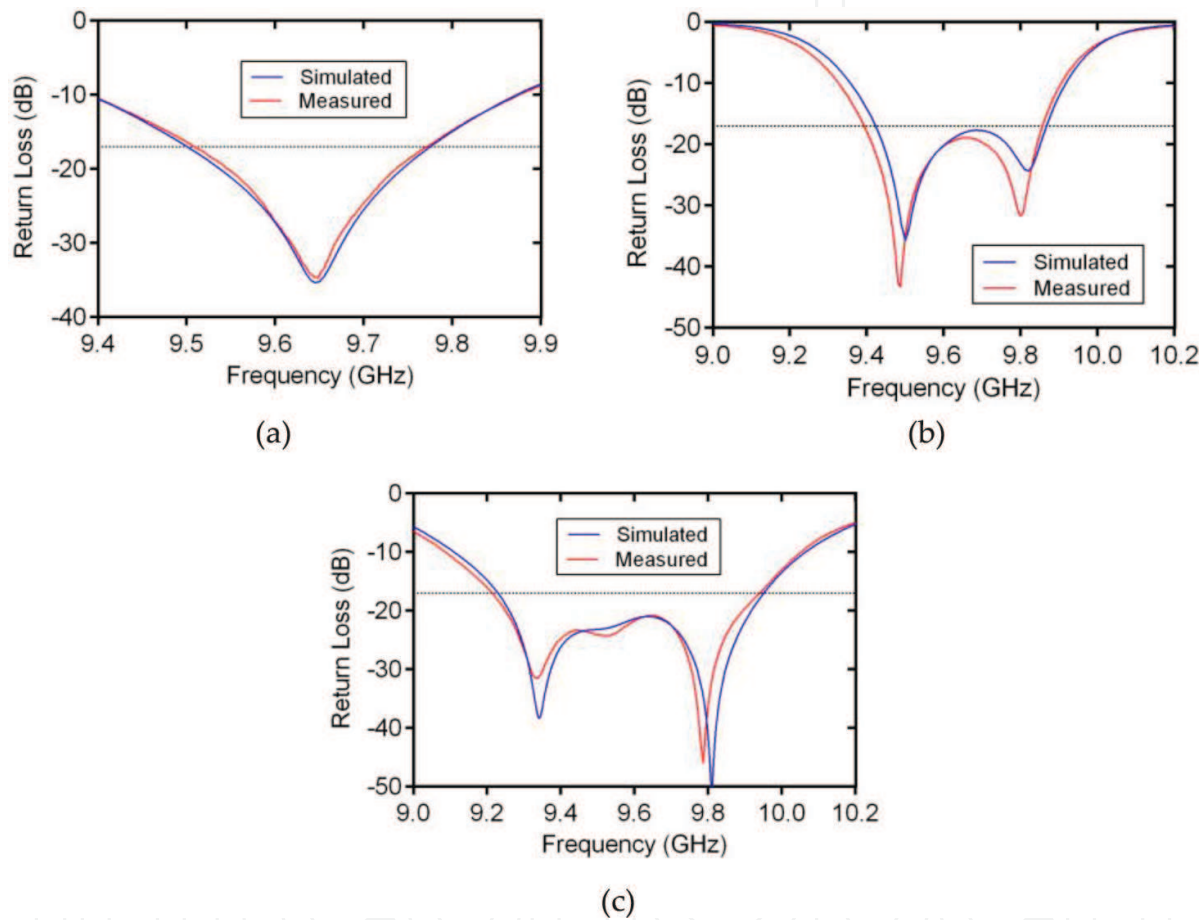 0
-10
-20
-30
-40
Return Loss (dB)
Simulated
Measured
9.4 9.5 9.6 9.7 9.8 9.9
Frequency (GHz)
(a)
0
-10
-20
-30
-40
-50
Return Loss (dB)
Simulated
Measured
9.0 9.2 9.4 9.6 9.8 10.0 10.2
Frequency (GHz)
(b)
0
-10
-20
-30
-40
-50
Return Loss (dB)
Simulated
Measured
9.0 9.2 9.4 9.6 9.8 10.0 10.2
Frequency (GHz)
(c)